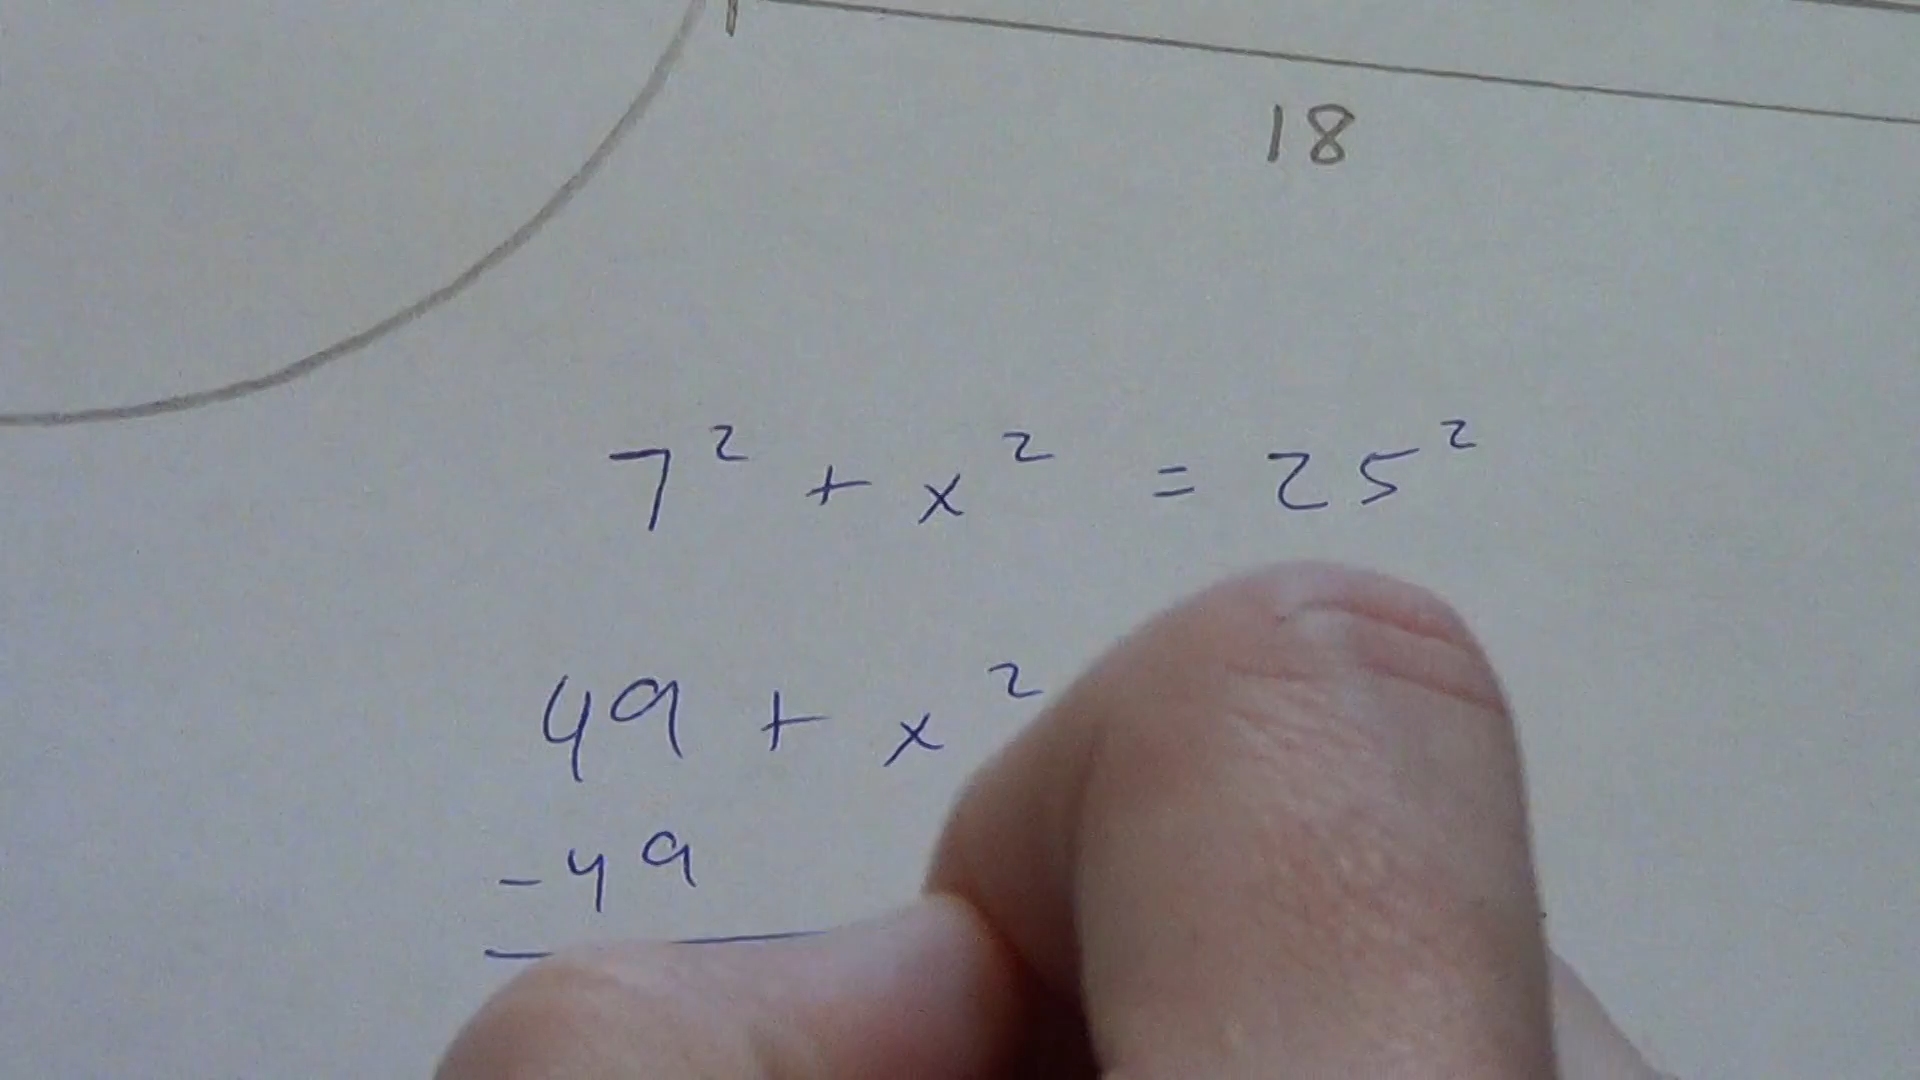 18
7² + x² = 25²
49 + x²
-49